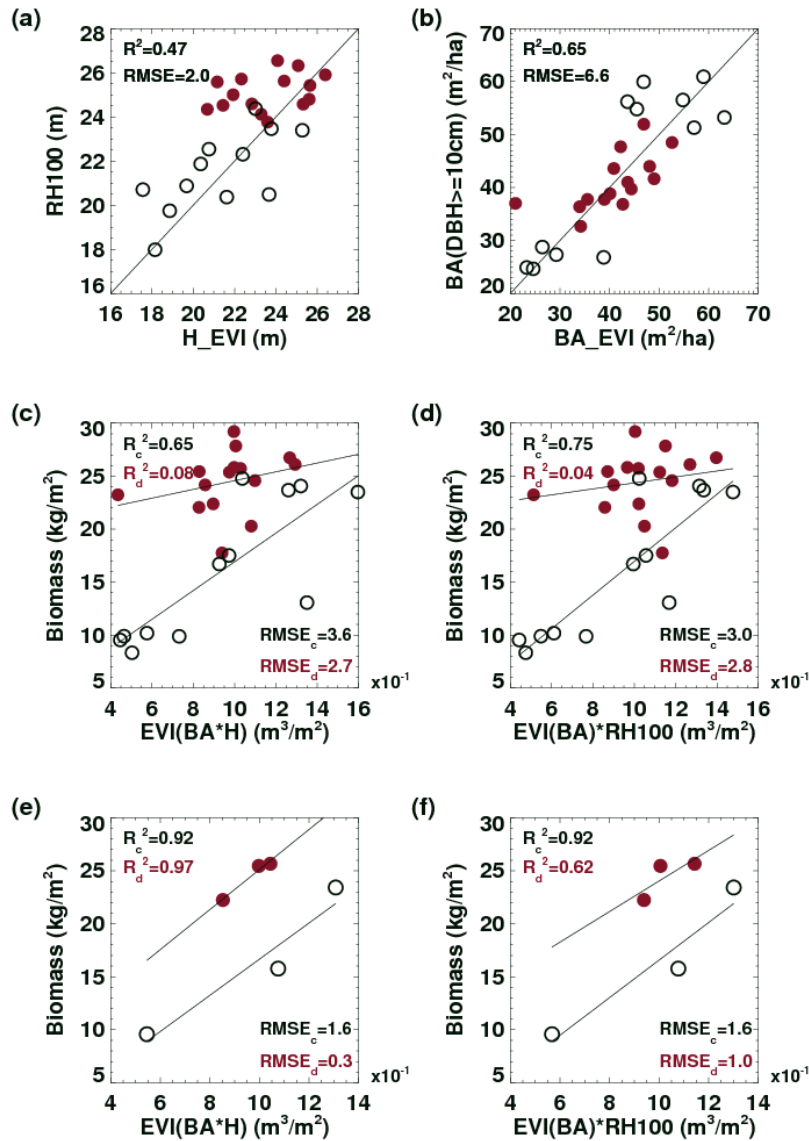 (a)
R²=0.47
RMSE=2.0
RH100 (m)
28
26
24
22
20
18
16
16 18 20 22 24 26 28
H_EVI (m)
(b)
R²=0.65
RMSE=6.6
BA(DBH>=10cm) (m²/ha)
70
60
50
40
30
20
20 30 40 50 60 70
BA_EVI (m²/ha)
(c)
R_c²=0.65
R_d²=0.08
Biomass (kg/m²)
30
25
20
15
10
5
RMSE_c=3.6
RMSE_d=2.7
4 6 8 10 12 14 16
x10⁻¹
EVI(BA*H) (m³/m²)
(d)
R_c²=0.75
R_d²=0.04
Biomass (kg/m²)
30
25
20
15
10
5
RMSE_c=3.0
RMSE_d=2.8
4 6 8 10 12 14 16
x10⁻¹
EVI(BA)*RH100 (m³/m²)
(e)
R_c²=0.92
R_d²=0.97
Biomass (kg/m²)
30
25
20
15
10
5
RMSE_c=1.6
RMSE_d=0.3
4 6 8 10 12 14
x10⁻¹
EVI(BA*H) (m³/m²)
(f)
R_c²=0.92
R_d²=0.62
Biomass (kg/m²)
30
25
20
15
10
5
RMSE_c=1.6
RMSE_d=1.0
4 6 8 10 12 14
x10⁻¹
EVI(BA)*RH100 (m³/m²)